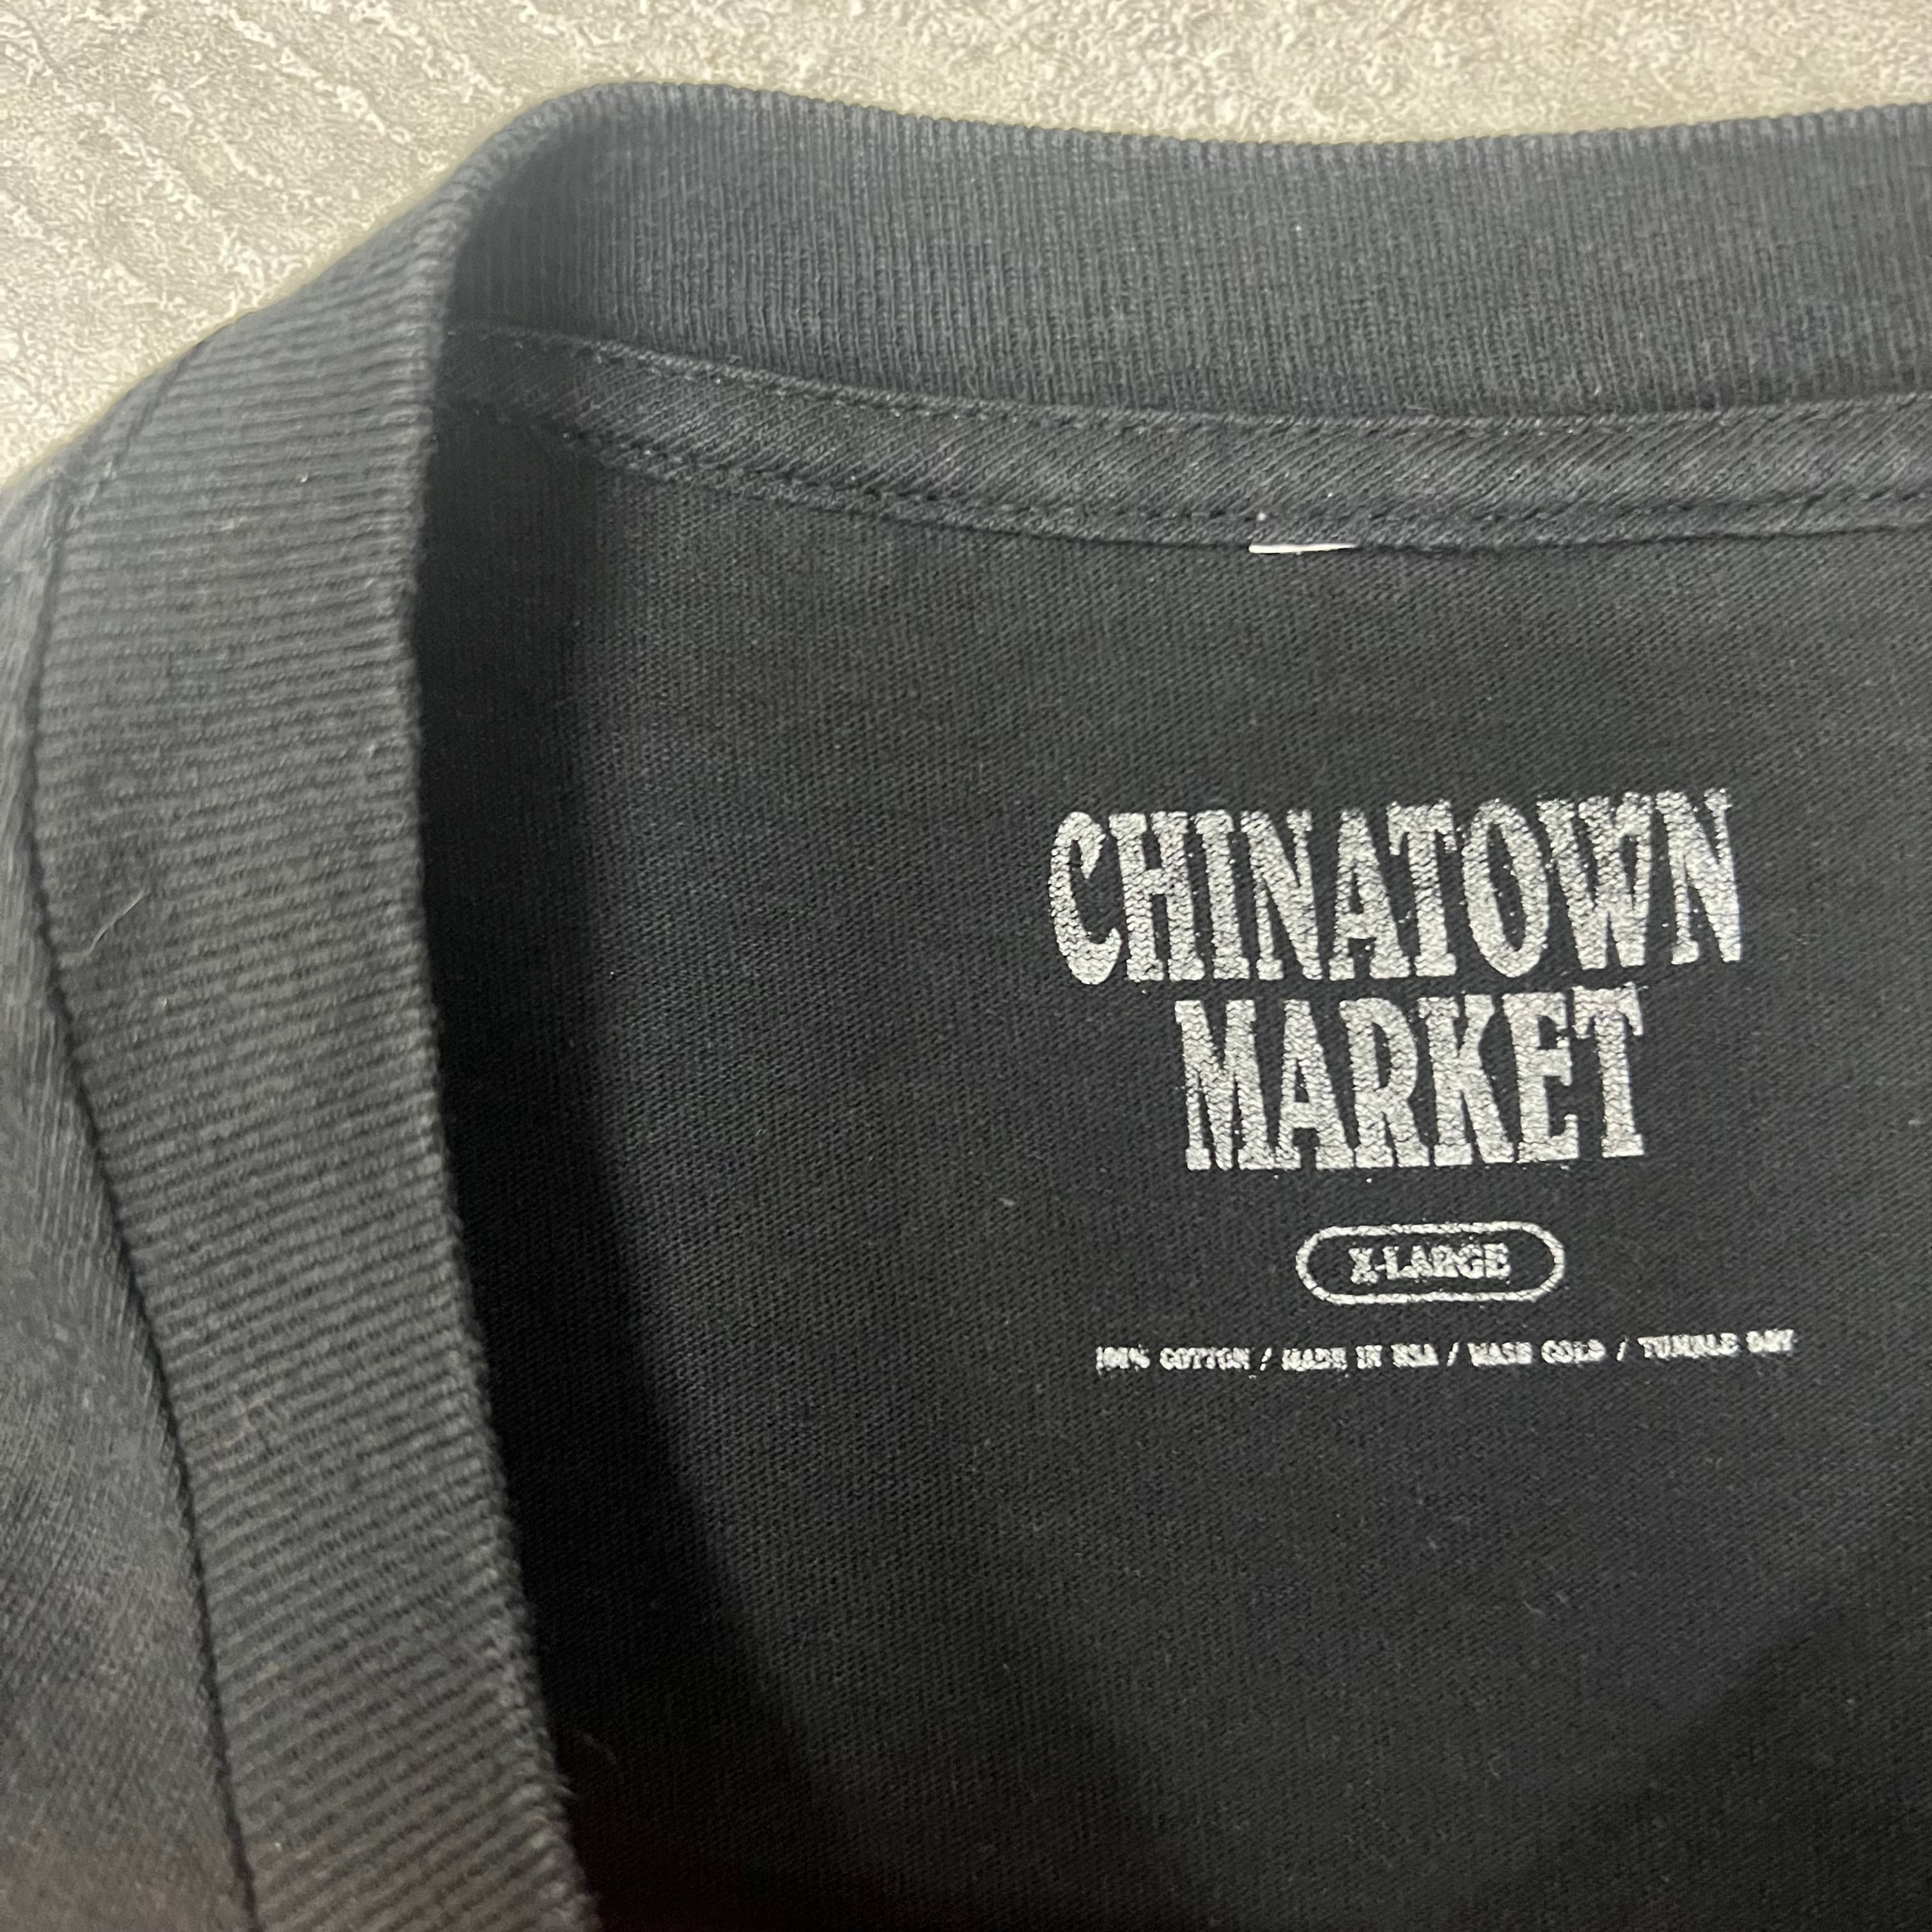 CHINATOWN
MARKET
X-LARGE
100% COTTON / MADE IN USA / WASH COLD / TUMBLE DRY